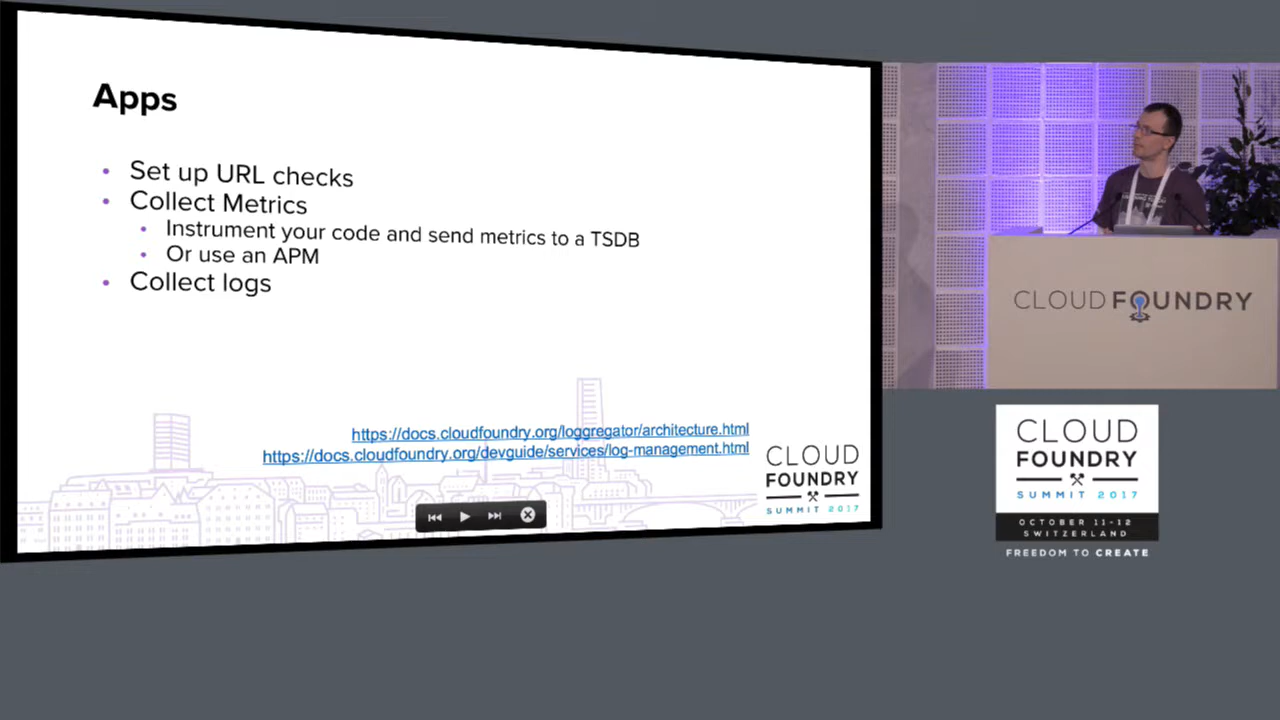 Apps
Set up URL checks
Collect Metrics
Instrument your code and send metrics to a TSDB
Or use an APM
Collect logs
https://docs.cloudfoundry.org/loggregator/architecture.html
https://docs.cloudfoundry.org/devguide/services/log-management.html
CLOUD
FOUNDRY
SUMMIT 2017
CLOUD FOUNDRY
CLOUD
FOUNDRY
SUMMIT 2017
OCTOBER 11-12
SWITZERLAND
FREEDOM TO CREATE